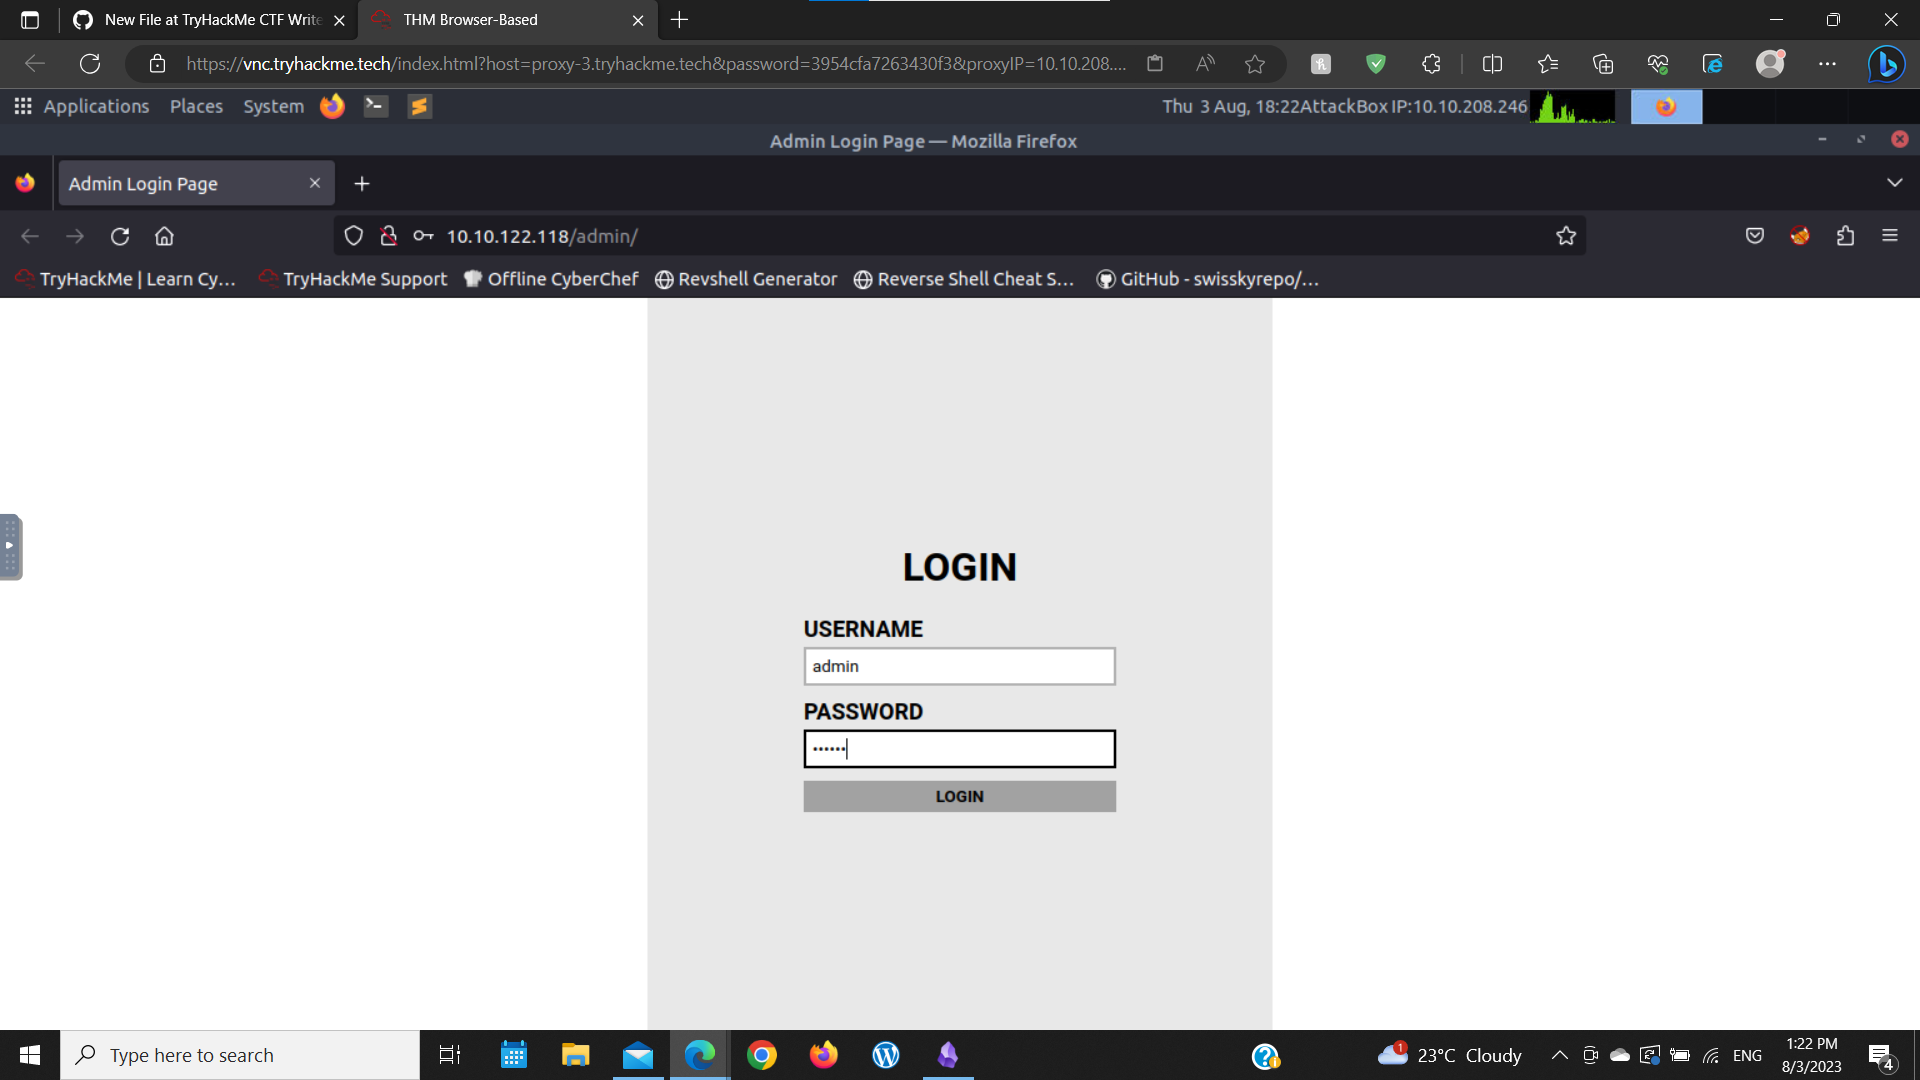 New File at TryHackMe CTF Write
THM Browser-Based
https://vnc.tryhackme.tech/index.html?host=proxy-3.tryhackme.tech&password=3954cfa7263430f3&proxyIP=10.10.208....
Applications Places System
Thu 3 Aug, 18:22 AttackBox IP:10.10.208.246
Admin Login Page — Mozilla Firefox
Admin Login Page
10.10.122.118/admin/
TryHackMe | Learn Cy... TryHackMe Support Offline CyberChef Revshell Generator Reverse Shell Cheat S... GitHub - swisskyrepo/...
LOGIN
USERNAME
admin
PASSWORD
••••••
LOGIN
Type here to search
1
23°C Cloudy
ENG
1:22 PM
8/3/2023
4